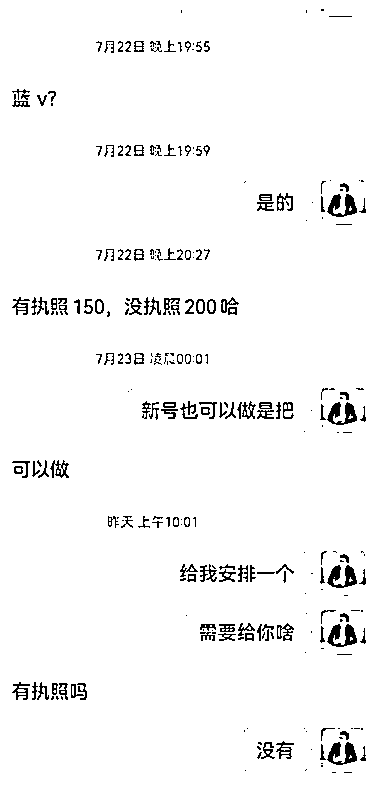 7月22日 晚上19:55
蓝 v?
7月22日 晚上19:59
是的
7月22日 晚上20:27
有执照 150，没执照 200 哈
7月23日 凌晨00:01
新号也可以做是把
可以做
昨天 上午10:01
给我安排一个
需要给你啥
有执照吗
没有